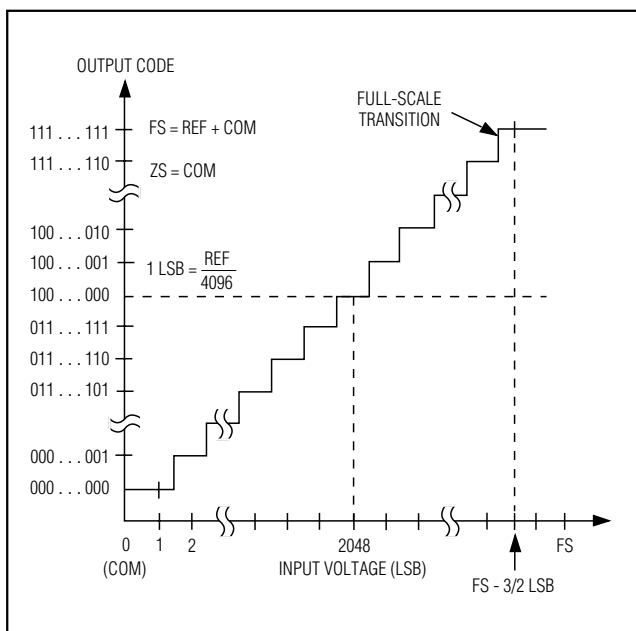 OUTPUT CODE
FULL-SCALE
TRANSITION
111 . . . 111
FS = REF + COM
111 . . . 110
ZS = COM
100 . . . 010
100 . . . 001
1 LSB = REF
4096
100 . . . 000
011 . . . 111
011 . . . 110
011 . . . 101
000 . . . 001
000 . . . 000
0 1 2 2048 FS
(COM) INPUT VOLTAGE (LSB)
FS - 3/2 LSB